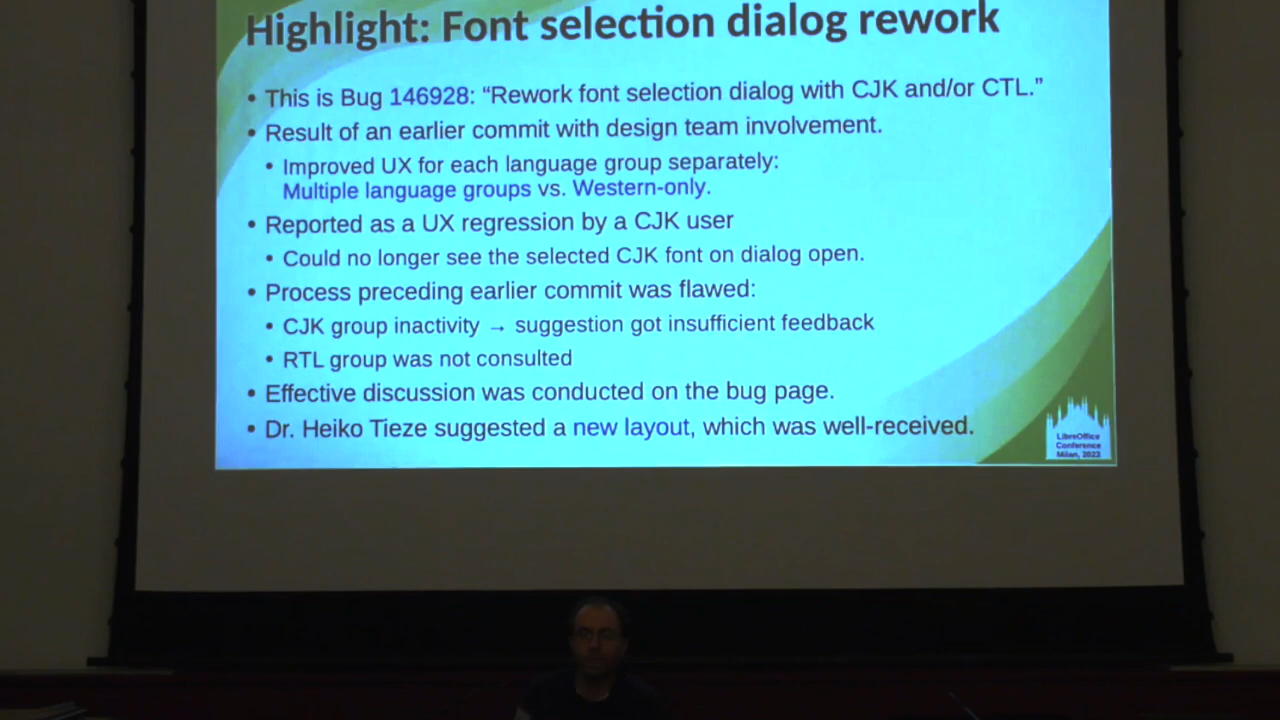 Highlight: Font selection dialog rework
• This is Bug 146928: “Rework font selection dialog with CJK and/or CTL.”
• Result of an earlier commit with design team involvement.
• Improved UX for each language group separately:
Multiple language groups vs. Western-only.
• Reported as a UX regression by a CJK user
• Could no longer see the selected CJK font on dialog open.
• Process preceding earlier commit was flawed:
• CJK group inactivity → suggestion got insufficient feedback
• RTL group was not consulted
• Effective discussion was conducted on the bug page.
• Dr. Heiko Tieze suggested a new layout, which was well-received.
LibreOffice
Conference
Milan, 2023